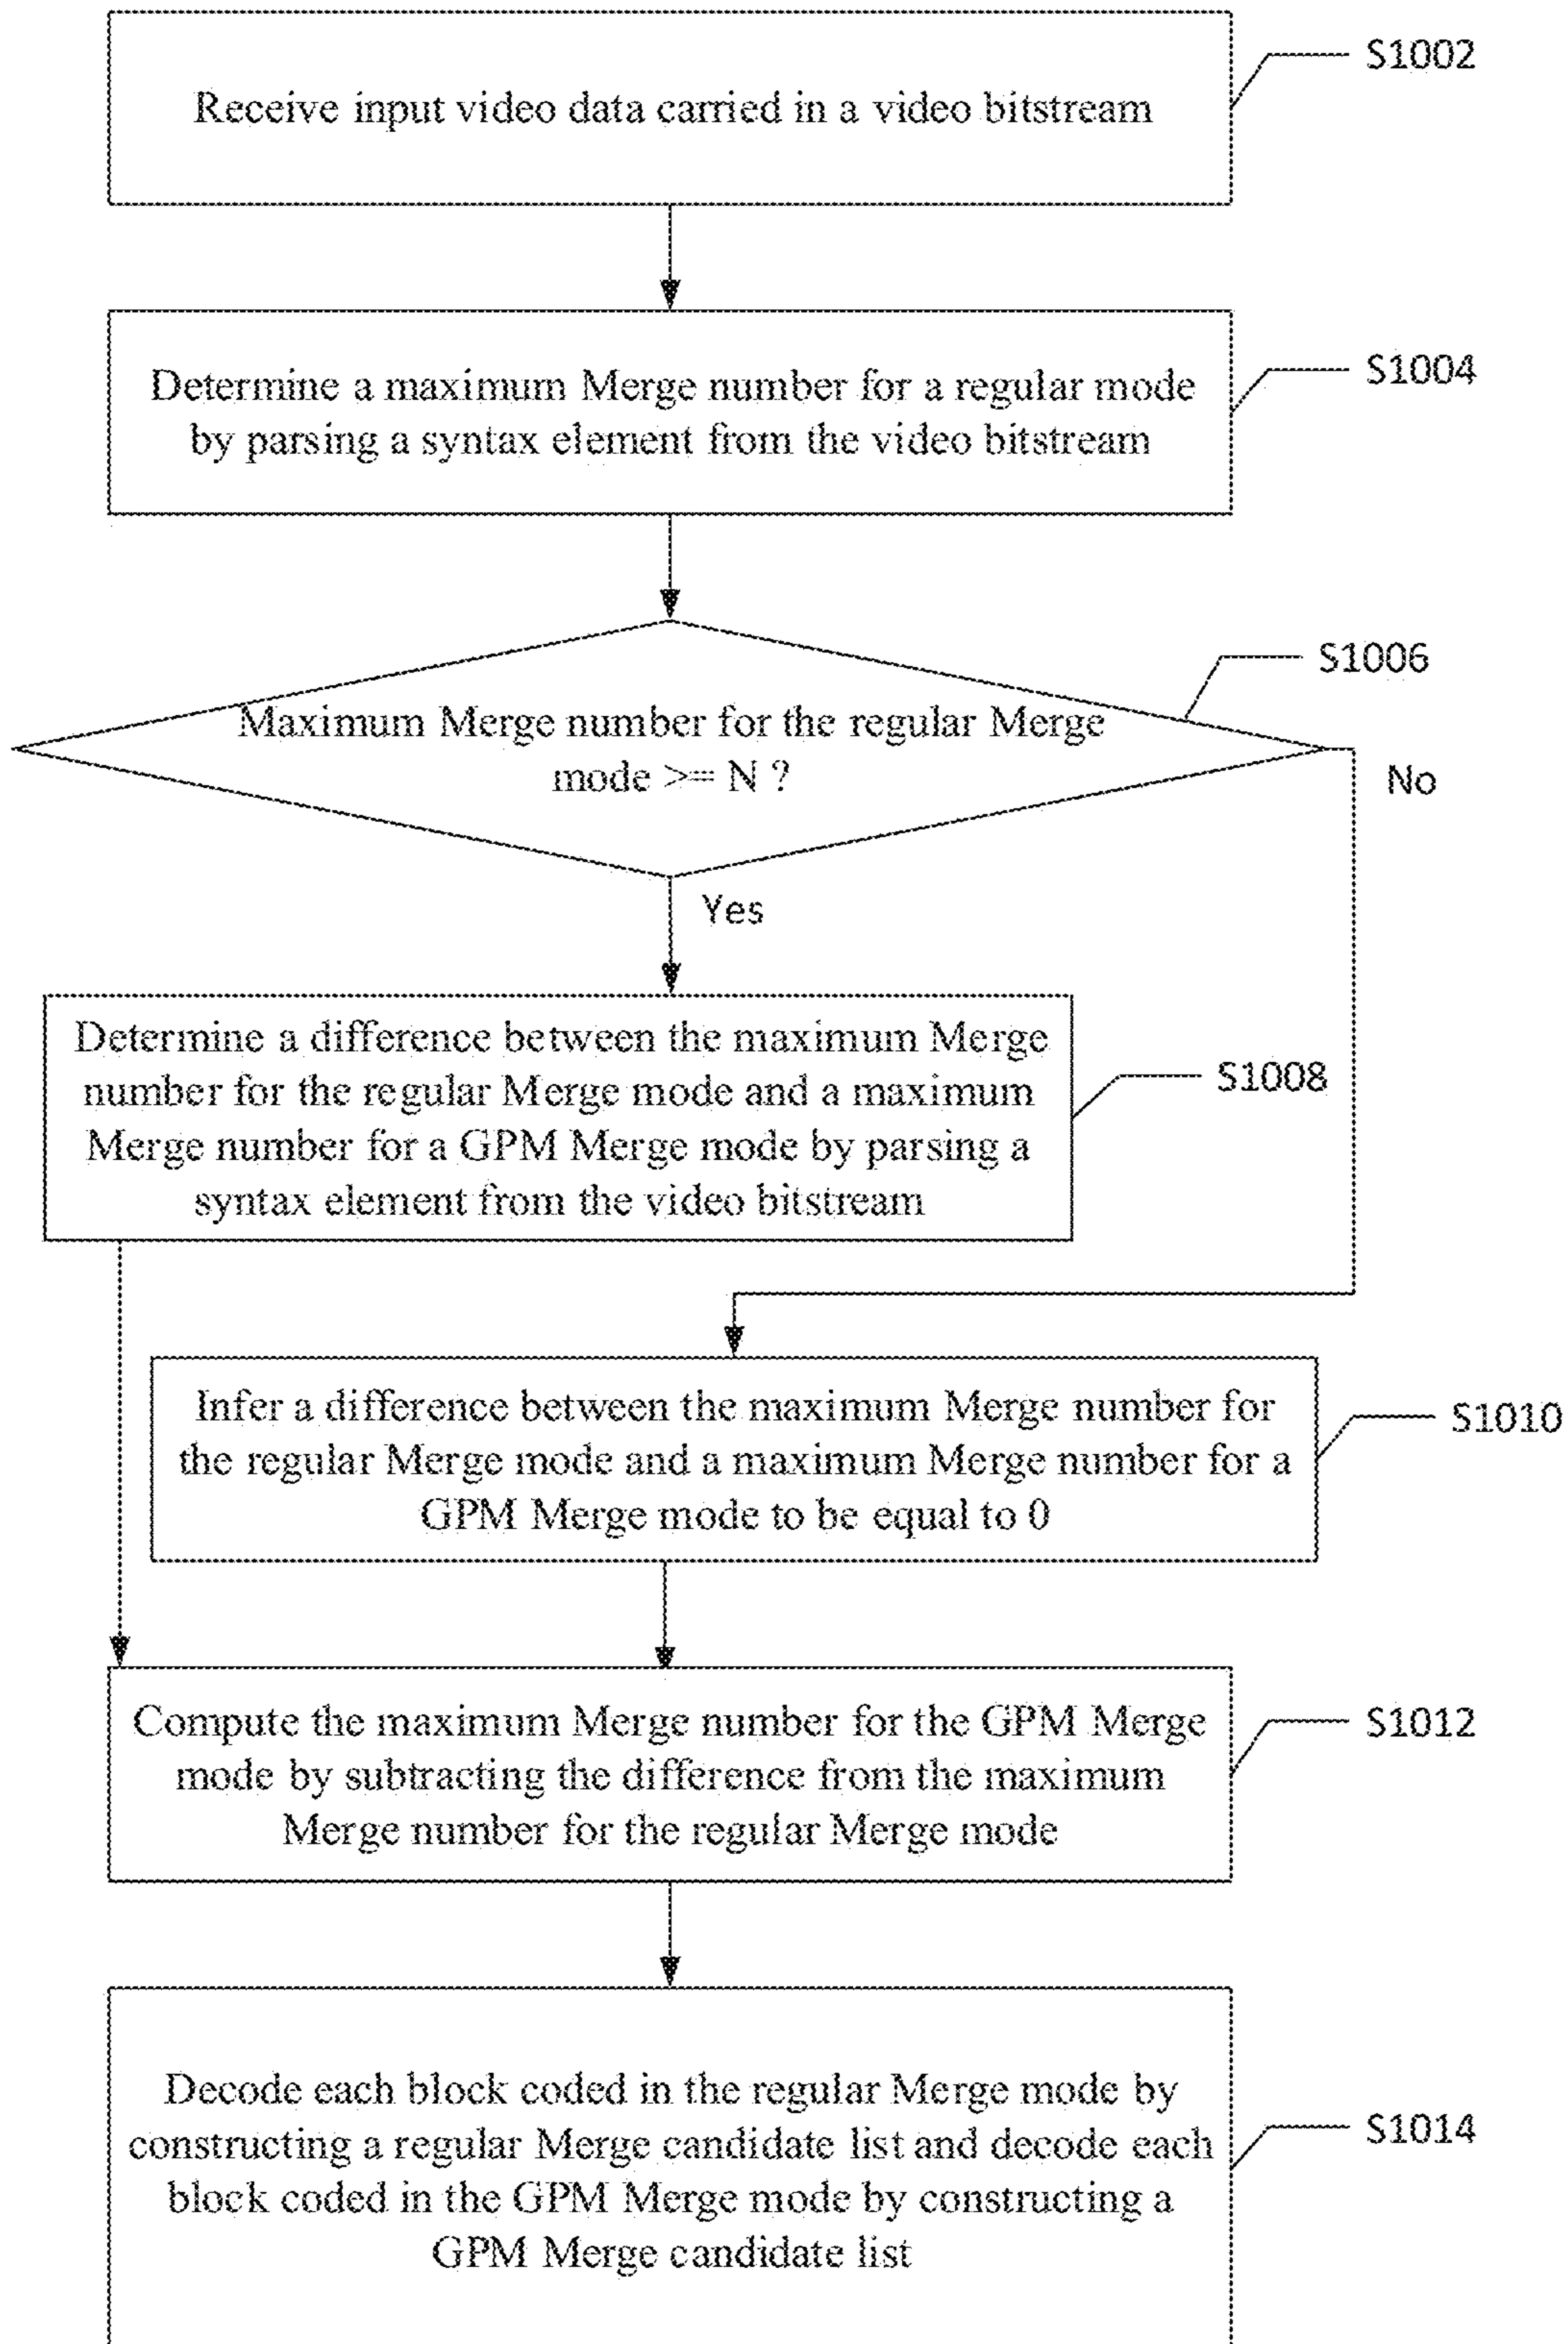 Receive input video data carried in a video bitstream
S1002
Determine a maximum Merge number for a regular mode
by parsing a syntax element from the video bitstream
S1004
Maximum Merge number for the regular Merge
mode >= N ?
S1006
No
Yes
Determine a difference between the maximum Merge
number for the regular Merge mode and a maximum
Merge number for a GPM Merge mode by parsing a
syntax element from the video bitstream
S1008
Infer a difference between the maximum Merge number for
the regular Merge mode and a maximum Merge number for a
GPM Merge mode to be equal to 0
S1010
Compute the maximum Merge number for the GPM Merge
mode by subtracting the difference from the maximum
Merge number for the regular Merge mode
S1012
Decode each block coded in the regular Merge mode by
constructing a regular Merge candidate list and decode each
block coded in the GPM Merge mode by constructing a
GPM Merge candidate list
S1014